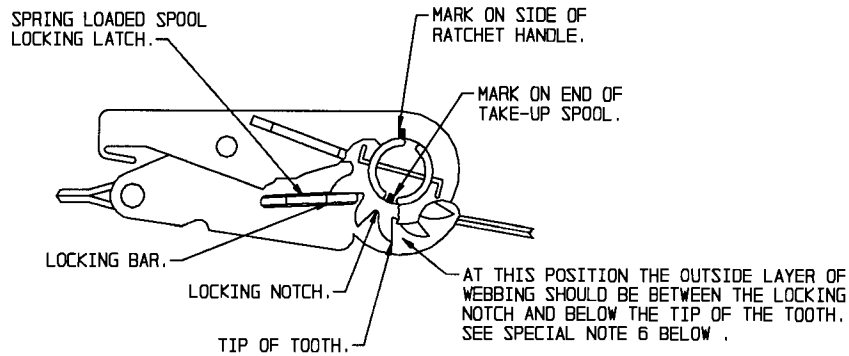 SPRING LOADED SPOOL
LOCKING LATCH.
MARK ON SIDE OF
RATCHET HANDLE.
MARK ON END OF
TAKE-UP SPOOL.
LOCKING BAR.
LOCKING NOTCH.
TIP OF TOOTH.
AT THIS POSITION THE OUTSIDE LAYER OF
WEBBING SHOULD BE BETWEEN THE LOCKING
NOTCH AND BELOW THE TIP OF THE TOOTH.
SEE SPECIAL NOTE 6 BELOW .